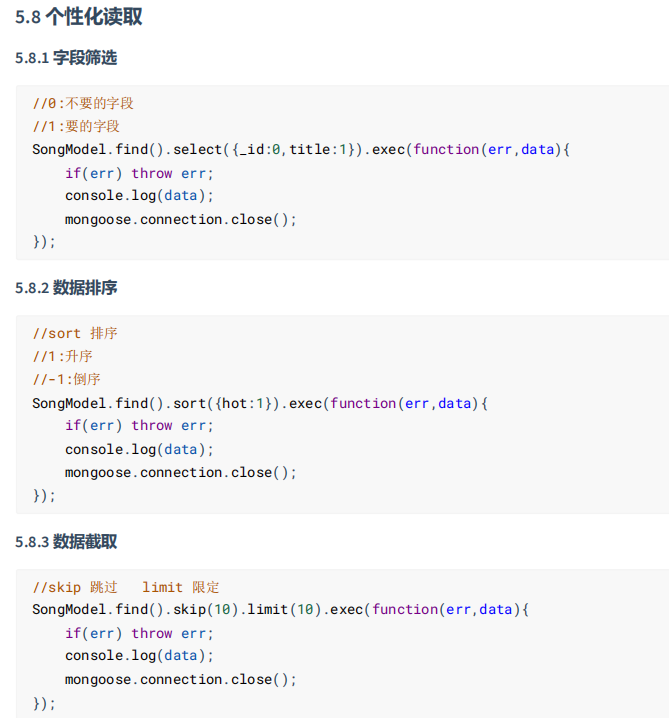 5.8 个性化读取
5.8.1 字段筛选
//0:不要的字段
//1:要的字段
SongModel.find().select({_id:0,title:1}).exec(function(err,data){
    if(err) throw err;
    console.log(data);
    mongoose.connection.close();
});
5.8.2 数据排序
//sort 排序
//1:升序
//-1:倒序
SongModel.find().sort({hot:1}).exec(function(err,data){
    if(err) throw err;
    console.log(data);
    mongoose.connection.close();
});
5.8.3 数据截取
//skip 跳过   limit 限定
SongModel.find().skip(10).limit(10).exec(function(err,data){
    if(err) throw err;
    console.log(data);
    mongoose.connection.close();
});